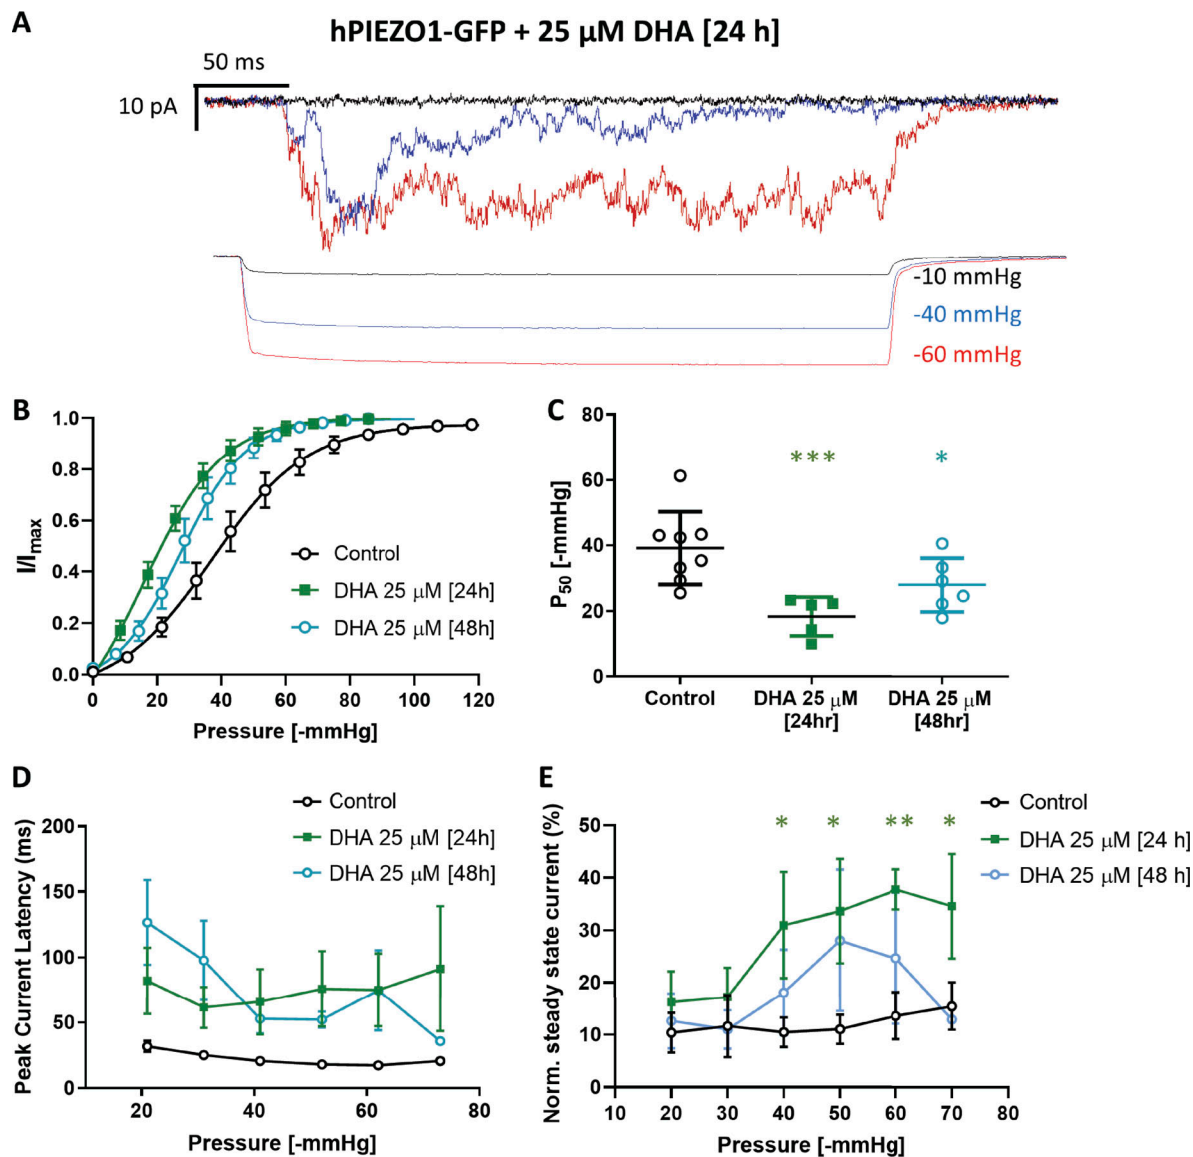 A
hPIEZO1-GFP + 25 μM DHA [24 h]
50 ms
10 pA
-10 mmHg
-40 mmHg
-60 mmHg
B
I/Imax
1.0
0.8
0.6
0.4
0.2
0.0
Control
DHA 25 μM [24h]
DHA 25 μM [48h]
0 20 40 60 80 100 120
Pressure [-mmHg]
C
P50 [-mmHg]
80
60
40
20
0
***
*
Control
DHA 25 μM
[24hr]
DHA 25 μM
[48hr]
D
Control
DHA 25 μM [24h]
DHA 25 μM [48h]
Peak Current Latency (ms)
200
150
100
50
0
20 40 60 80
Pressure [-mmHg]
E
Control
DHA 25 μM [24 h]
DHA 25 μM [48 h]
Norm. steady state current (%)
50
40
30
20
10
0
* * ** *
10 20 30 40 50 60 70 80
Pressure [-mmHg]